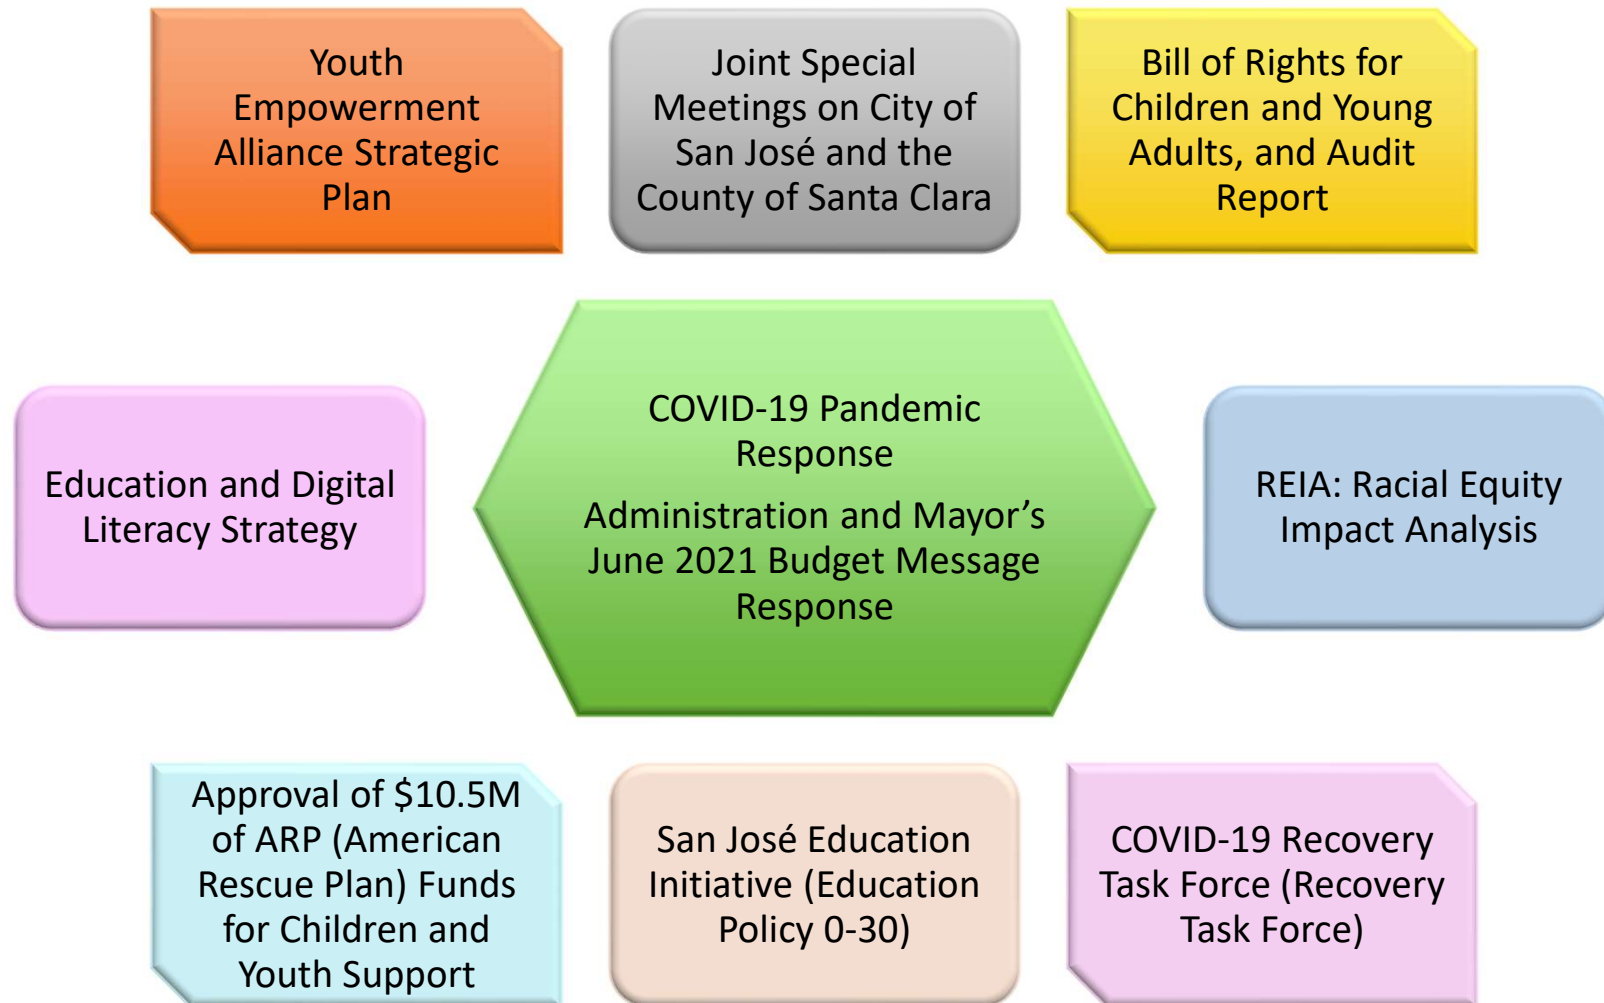 Youth
Empowerment
Alliance Strategic
Plan
Joint Special
Meetings on City of
San José and the
County of Santa Clara
Bill of Rights for
Children and Young
Adults, and Audit
Report
Education and Digital
Literacy Strategy
COVID-19 Pandemic
Response
Administration and Mayor’s
June 2021 Budget Message
Response
REIA: Racial Equity
Impact Analysis
Approval of $10.5M
of ARP (American
Rescue Plan) Funds
for Children and
Youth Support
San José Education
Initiative (Education
Policy 0-30)
COVID-19 Recovery
Task Force (Recovery
Task Force)